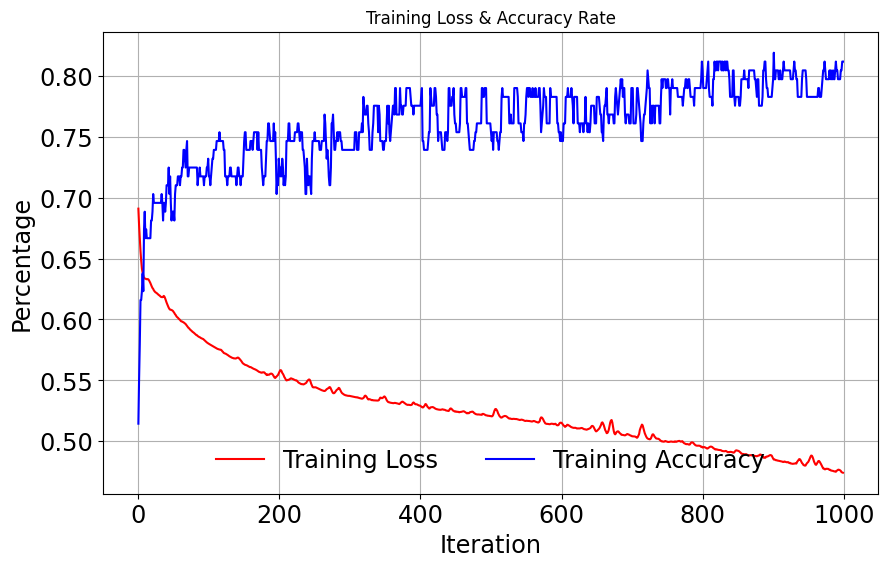 Training Loss & Accuracy Rate
Percentage
0.80
0.75
0.70
0.65
0.60
0.55
0.50
Training Loss
Training Accuracy
0 200 400 600 800 1000
Iteration